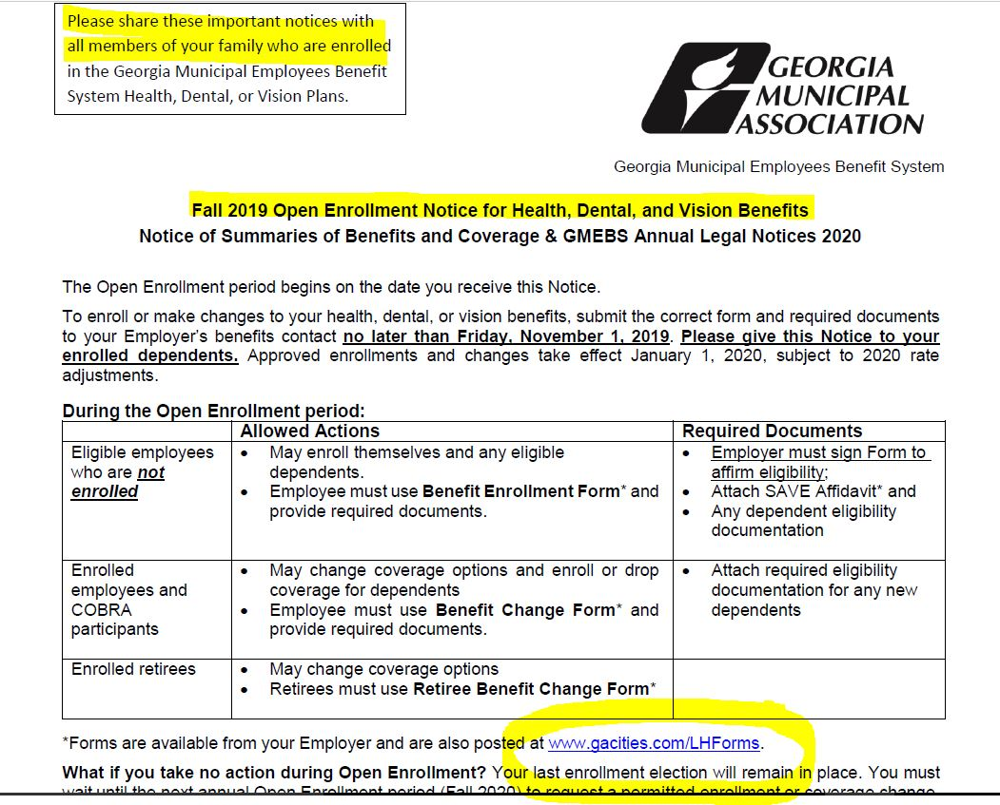 Please share these important notices with
all members of your family who are enrolled
in the Georgia Municipal Employees Benefit
System Health, Dental, or Vision Plans.
GEORGIA
MUNICIPAL
ASSOCIATION
Georgia Municipal Employees Benefit System
Fall 2019 Open Enrollment Notice for Health, Dental, and Vision Benefits
Notice of Summaries of Benefits and Coverage & GMEBS Annual Legal Notices 2020
The Open Enrollment period begins on the date you receive this Notice.
To enroll or make changes to your health, dental, or vision benefits, submit the correct form and required documents
to your Employer's benefits contact no later than Friday, November 1, 2019. Please give this Notice to your
enrolled dependents. Approved enrollments and changes take effect January 1, 2020, subject to 2020 rate
adjustments.
During the Open Enrollment period:
Allowed Actions
Required Documents
Eligible employees
who are not
enrolled
• May enroll themselves and any eligible
dependents.
• Employee must use Benefit Enrollment Form* and
provide required documents.
• Employer must sign Form to
affirm eligibility;
• Attach SAVE Affidavit* and
• Any dependent eligibility
documentation
Enrolled
employees and
COBRA
participants
• May change coverage options and enroll or drop
coverage for dependents
• Employee must use Benefit Change Form* and
provide required documents.
• Attach required eligibility
documentation for any new
dependents
Enrolled retirees
• May change coverage options
• Retirees must use Retiree Benefit Change Form*
*Forms are available from your Employer and are also posted at www.gacities.com/LHForms.
What if you take no action during Open Enrollment? Your last enrollment election will remain in place. You must
wait until the next annual Open Enrollment period (Fall 2020) to request a permitted enrollment or coverage change.